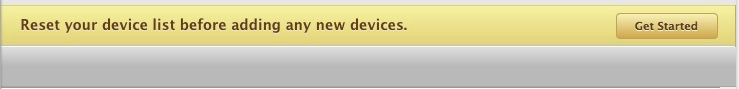 Reset your device list before adding any new devices.
Get Started